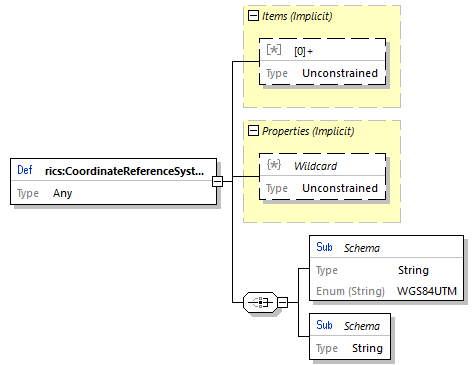 Items (Implicit)
[*] [0]+
Type Unconstrained
Properties (Implicit)
{*} Wildcard
Type Unconstrained
Def rics:CoordinateReferenceSyst...
Type Any
Sub Schema
Type String
Enum (String) WGS84UTM
Sub Schema
Type String